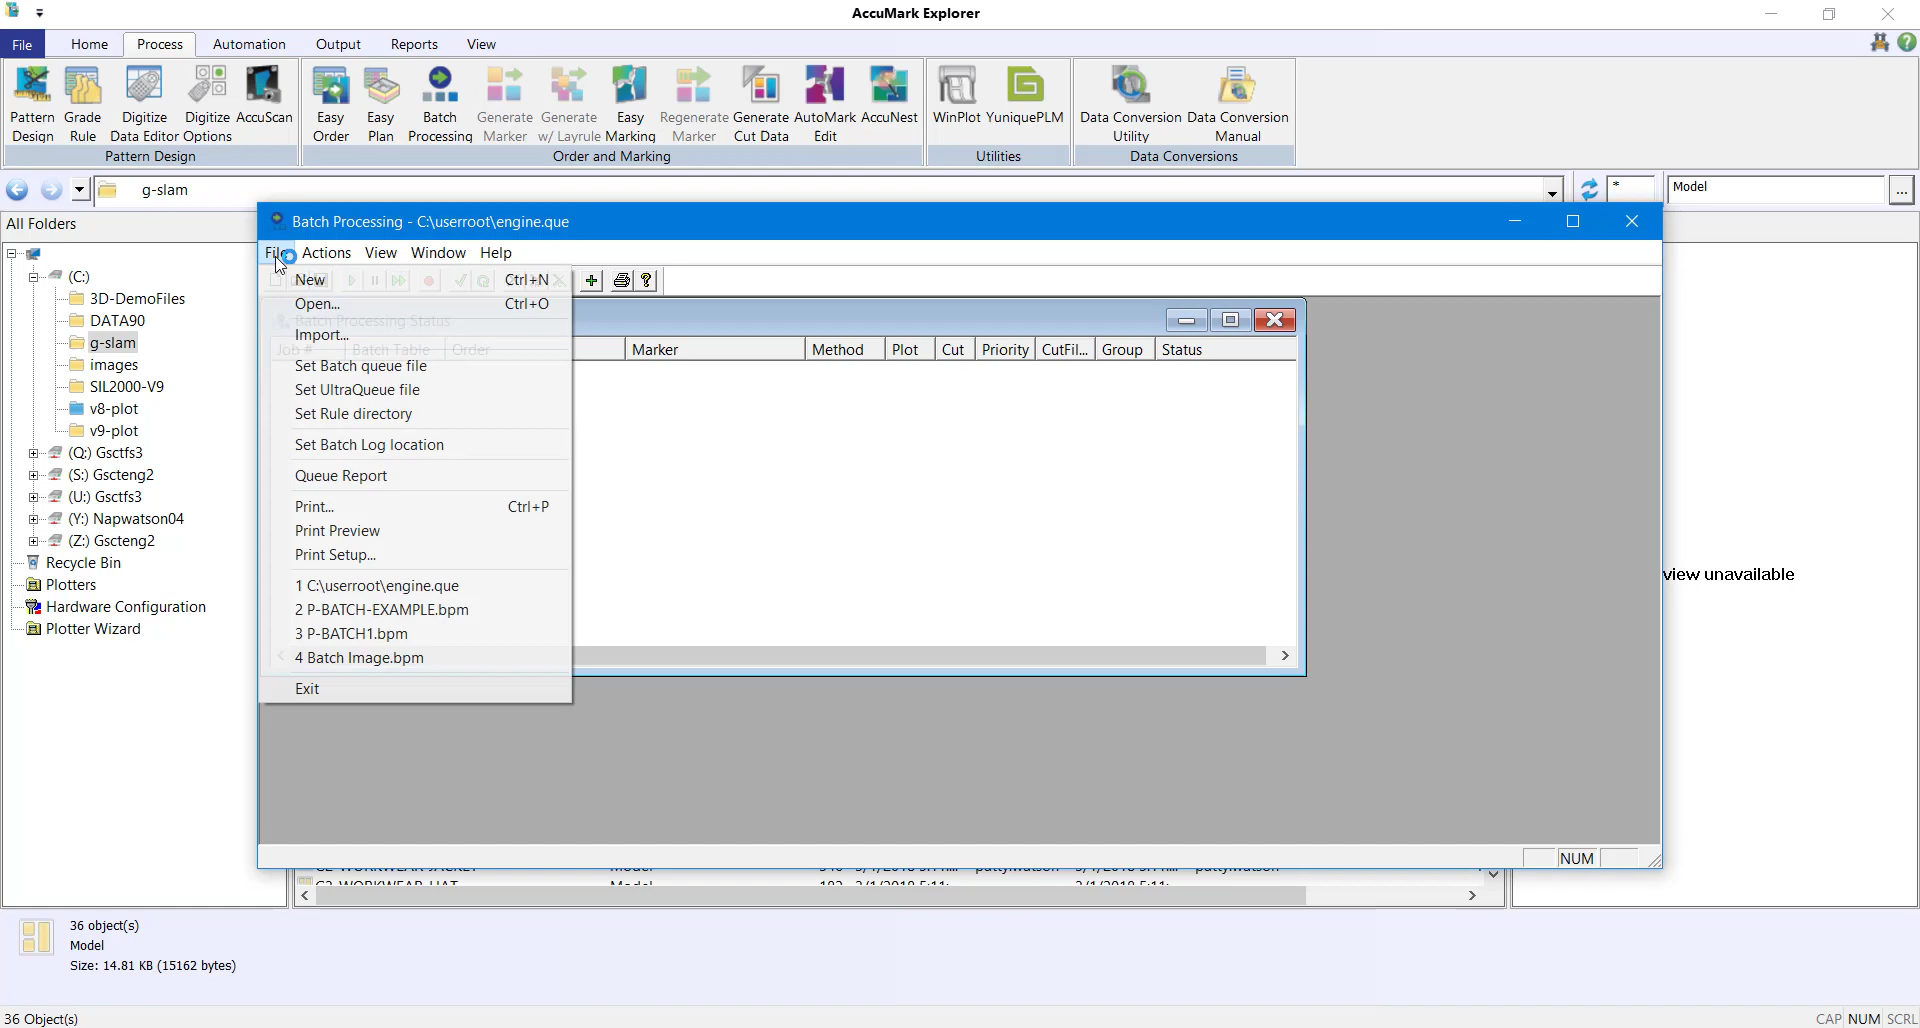 AccuMark Explorer
File Home Process Automation Output Reports View
Pattern Design
Grade Rule
Digitize Data Editor
Digitize Options
AccuScan
Pattern Design
Easy Order
Easy Plan
Batch Processing
Generate Marker
Generate w/ Layrule
Easy Marking
Regenerate Marker
Generate Cut Data
AutoMark Edit
AccuNest
Order and Marking
WinPlot
YuniquePLM
Utilities
Data Conversion Utility
Data Conversion Manual
Data Conversions
g-slam
*
Model
...
All Folders
(C:)
3D-DemoFiles
DATA90
g-slam
images
SIL2000-V9
v8-plot
v9-plot
(Q:) Gsctfs3
(S:) Gscteng2
(U:) Gsctfs3
(Y:) Napwatson04
(Z:) Gscteng2
Recycle Bin
Plotters
Hardware Configuration
Plotter Wizard
Batch Processing - C:\userroot\engine.que
File Actions View Window Help
New Ctrl+N
Open... Ctrl+O
Import...
Set Batch queue file
Set UltraQueue file
Set Rule directory
Set Batch Log location
Queue Report
Print... Ctrl+P
Print Preview
Print Setup...
1 C:\userroot\engine.que
2 P-BATCH-EXAMPLE.bpm
3 P-BATCH1.bpm
4 Batch Image.bpm
Exit
Batch Processing Status
Job # Batch Table Order Marker Method Plot Cut Priority CutFil... Group Status
NUM
view unavailable
36 object(s)
Model
Size: 14.81 KB (15162 bytes)
36 Object(s)
CAP NUM SCRL